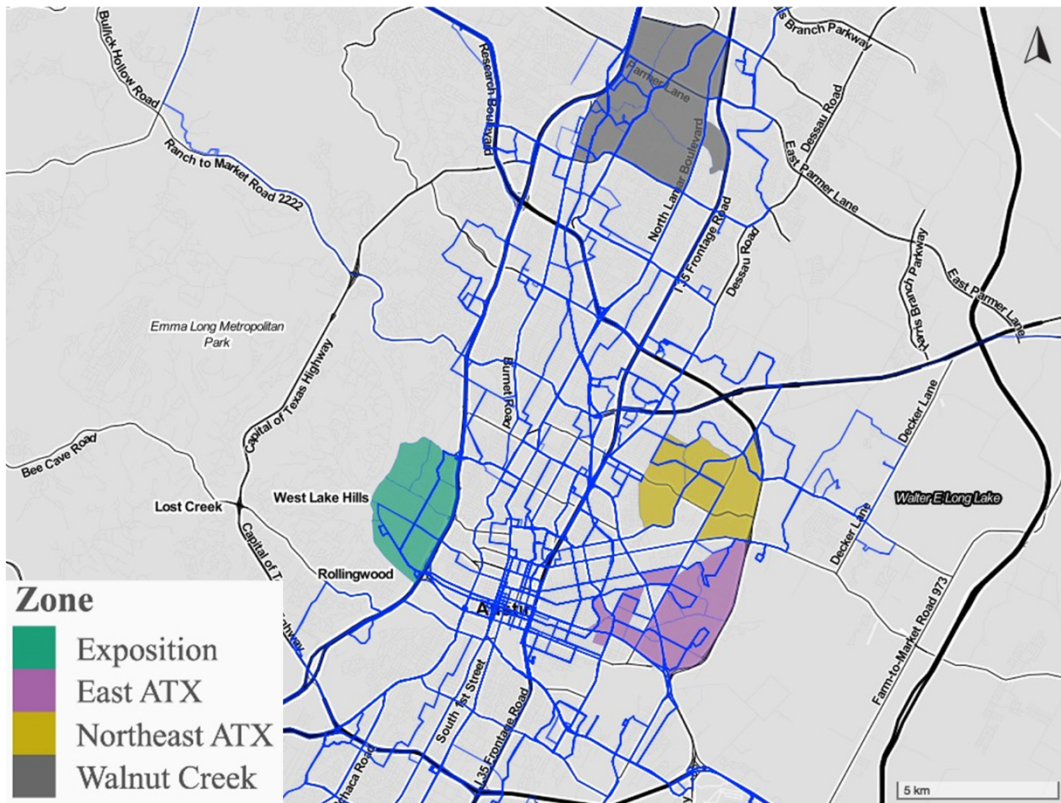 Bullick Hollow Road
Research Boulevard
Branch Parkway
Parmer Lane
Dessau Road
Ranch to Market Road 2222
North Lamar Boulevard
East Parmer Lane
I 35 Frontage Road
Dessau Road
Harris Branch Parkway
East Parmer Lane
Emma Long Metropolitan
Park
Capital of Texas Highway
Burnet Road
Decker Lane
Bee Cave Road
West Lake Hills
Lost Creek
Walter E Long Lake
Decker Lane
Capital of T
Rollingwood
Austin
Zone
Exposition
East ATX
Northeast ATX
Walnut Creek
South 1st Street
I 35 Frontage Road
Farm-to-Market Road 973
5 km